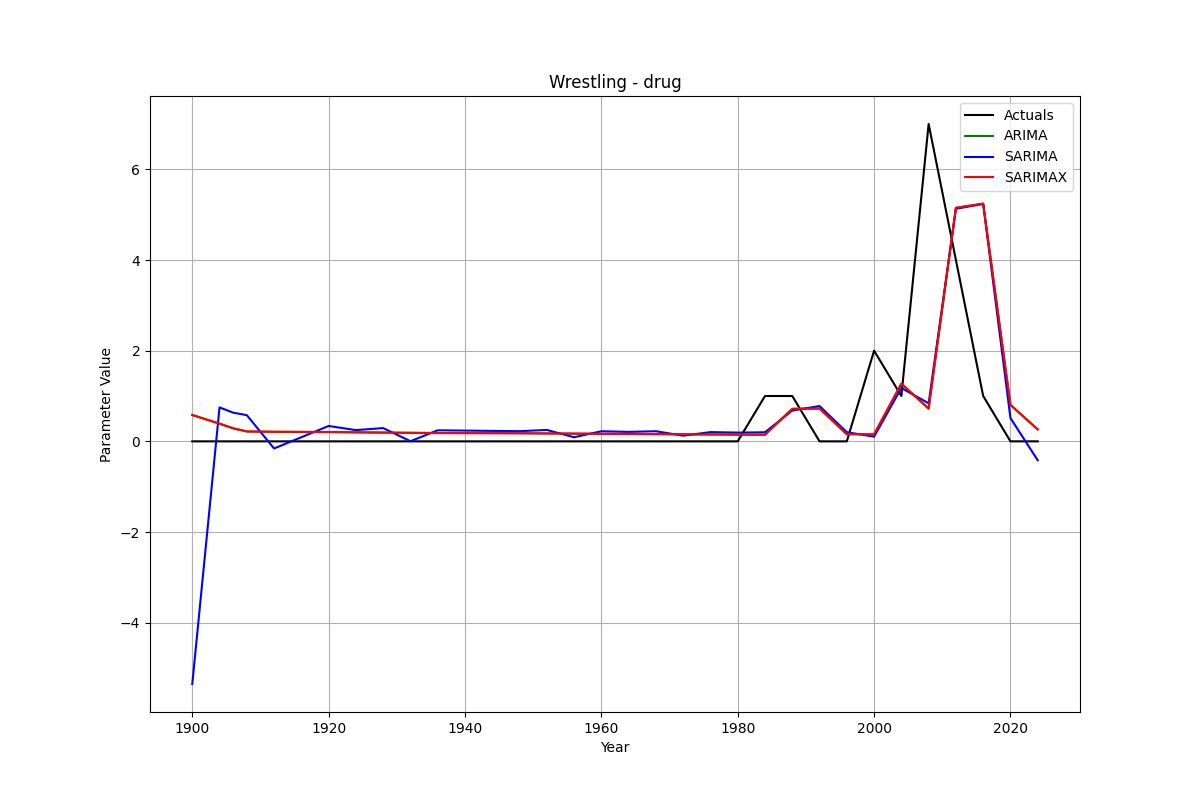 Wrestling - drug
Actuals
ARIMA
SARIMA
SARIMAX
Parameter Value
6
4
2
0
−2
−4
1900 1920 1940 1960 1980 2000 2020
Year